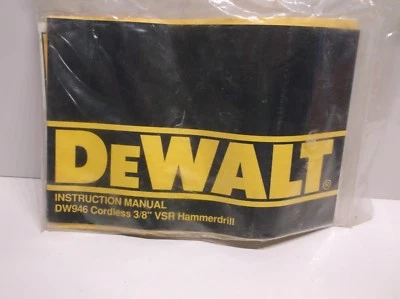 DEWALT®
INSTRUCTION MANUAL
DW946 Cordless 3/8" VSR Hammerdrill